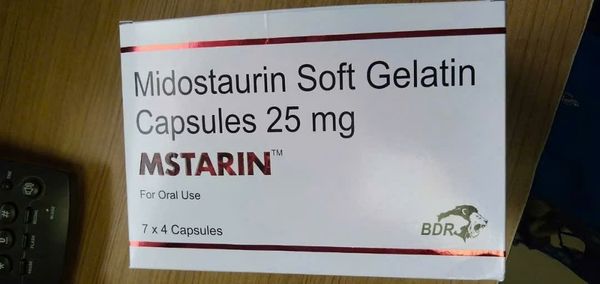 Midostaurin Soft Gelatin
Capsules 25 mg
MSTARIN™
For Oral Use
7 x 4 Capsules
BDR